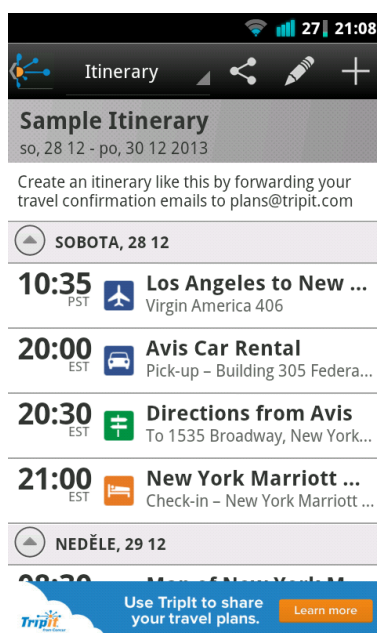 27 21:08
Itinerary
Sample Itinerary
so, 28 12 - po, 30 12 2013
Create an itinerary like this by forwarding your
travel confirmation emails to plans@tripit.com
SOBOTA, 28 12
10:35 Los Angeles to New ...
PST Virgin America 406
20:00 Avis Car Rental
EST Pick-up – Building 305 Federa...
20:30 Directions from Avis
EST To 1535 Broadway, New York...
21:00 New York Marriott ...
EST Check-in – New York Marriott ...
NEDĚLE, 29 12
Use TripIt to share
your travel plans.
Learn more
TripIt